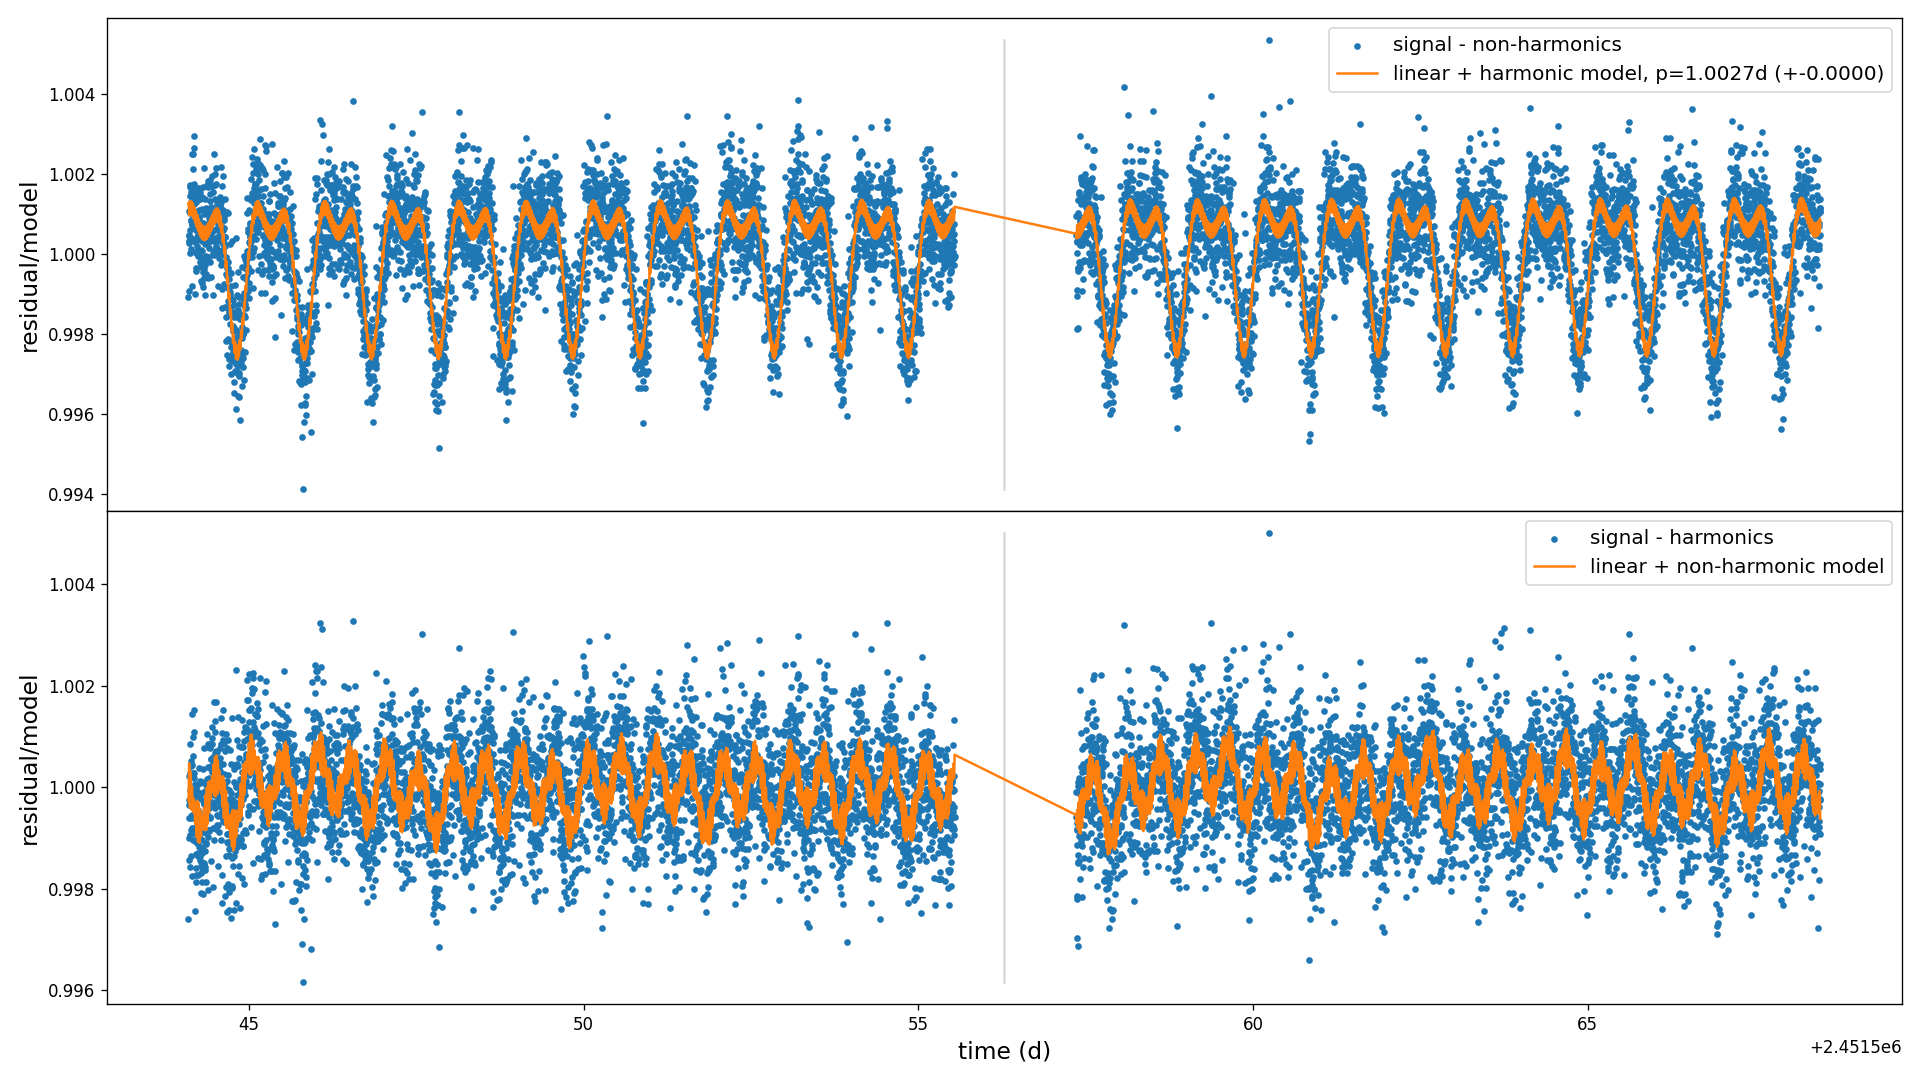 signal - non-harmonics
linear + harmonic model, p=1.0027d (+-0.0000)
residual/model
1.004
1.002
1.000
0.998
0.996
0.994
signal - harmonics
linear + non-harmonic model
residual/model
1.004
1.002
1.000
0.998
0.996
45 50 55 60 65
time (d)
+2.4515e6